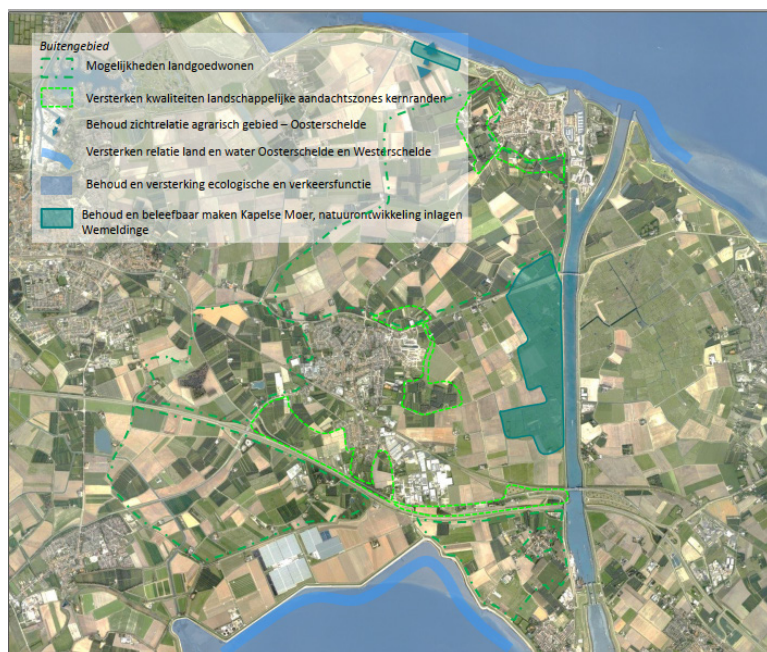 Buitengebied
Mogelijkheden landgoedwonen
Versterken kwaliteiten landschappelijke aandachtszones kernranden
Behoud zichtrelatie agrarisch gebied – Oosterschelde
Versterken relatie land en water Oosterschelde en Westerschelde
Behoud en versterking ecologische en verkeersfunctie
Behoud en beleefbaar maken Kapelse Moer, natuurontwikkeling inlagen
Wemeldinge